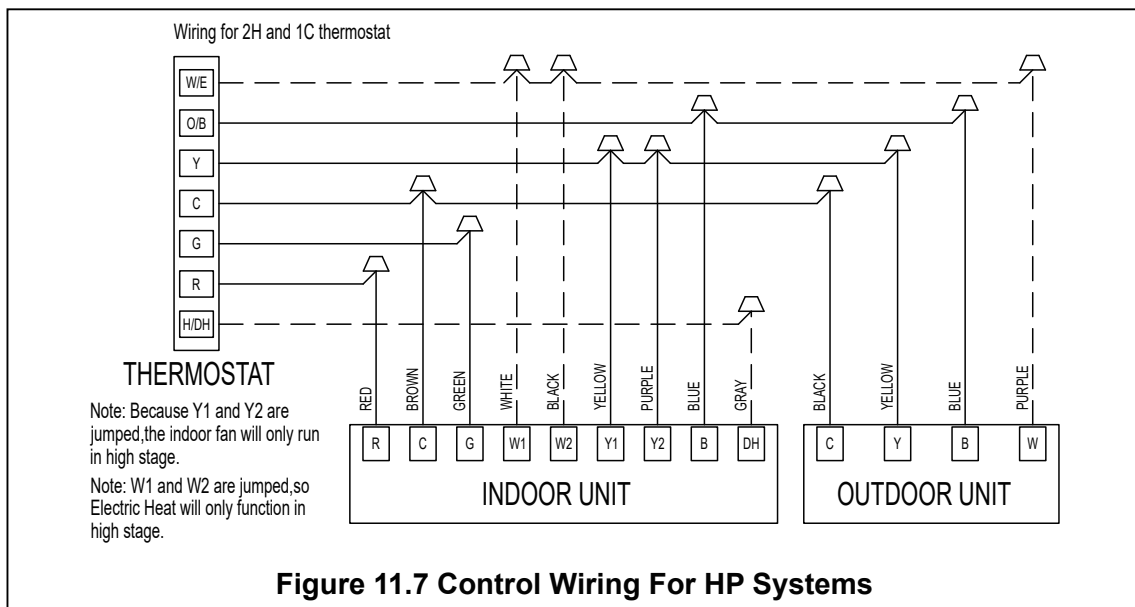 Wiring for 2H and 1C thermostat
W/E
O/B
Y
C
G
R
H/DH
THERMOSTAT
Note: Because Y1 and Y2 are
jumped,the indoor fan will only run
in high stage.
Note: W1 and W2 are jumped,so
Electric Heat will only function in
high stage.
RED
BROWN
GREEN
WHITE
BLACK
YELLOW
PURPLE
BLUE
GRAY
BLACK
YELLOW
BLUE
PURPLE
R C G W1 W2 Y1 Y2 B DH
C Y B W
INDOOR UNIT
OUTDOOR UNIT
Figure 11.7 Control Wiring For HP Systems